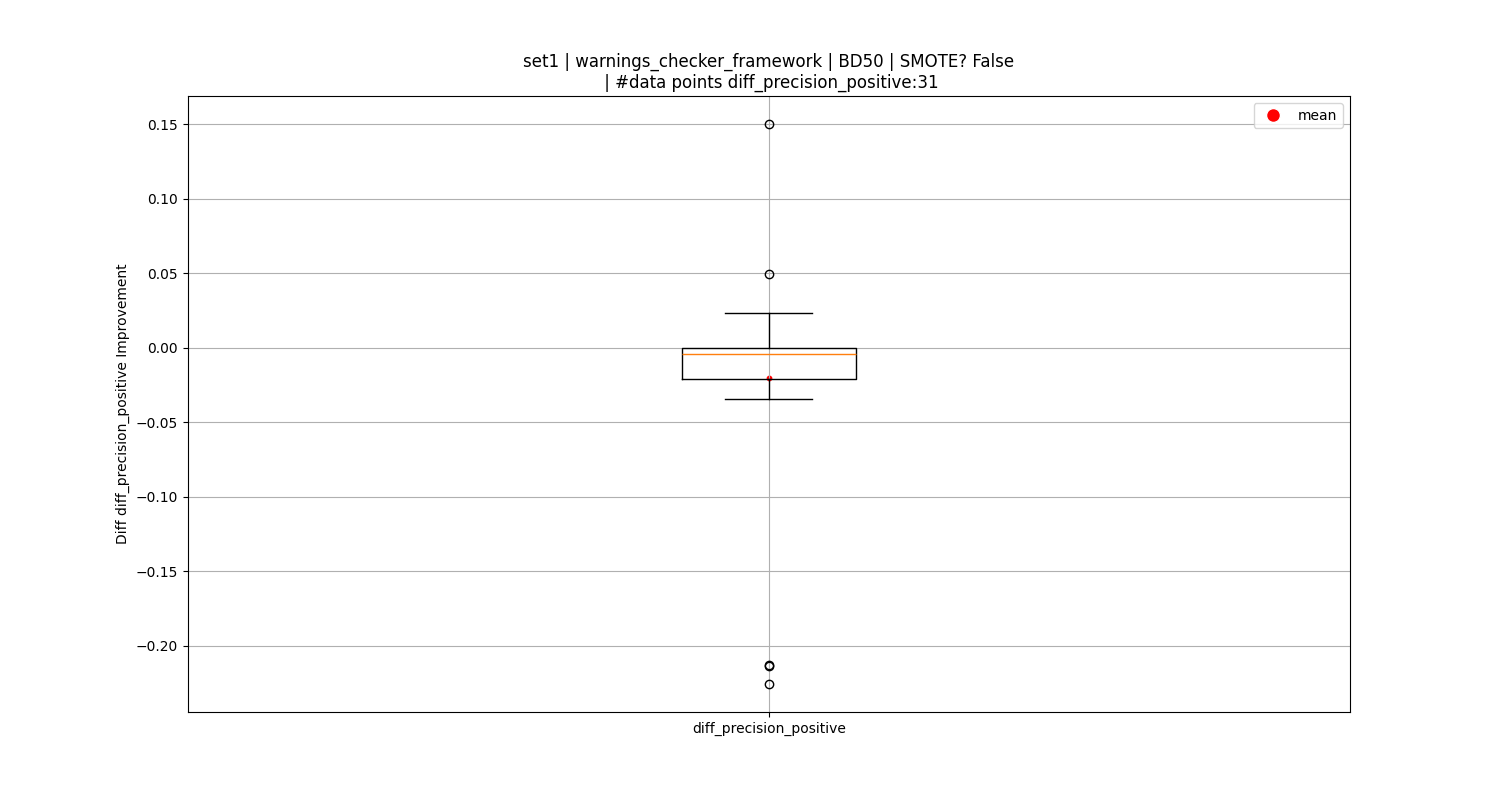 set1 | warnings_checker_framework | BD50 | SMOTE? False
| #data points diff_precision_positive:31
mean
0.15
0.10
0.05
0.00
−0.05
−0.10
−0.15
−0.20
Diff diff_precision_positive Improvement
diff_precision_positive